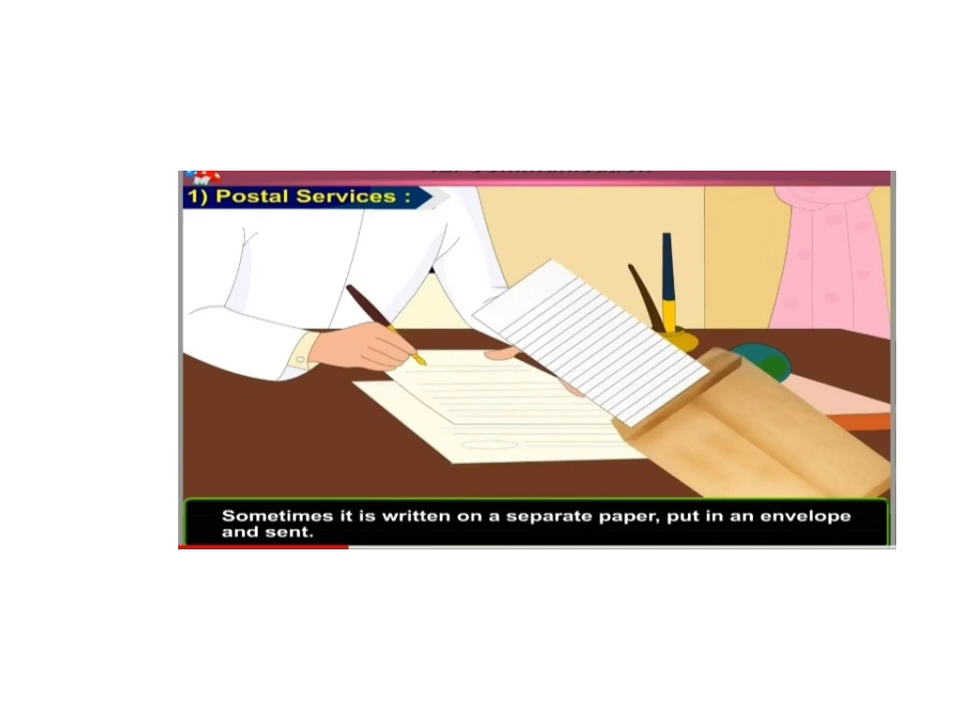 1) Postal Services :
Sometimes it is written on a separate paper, put in an envelope
and sent.